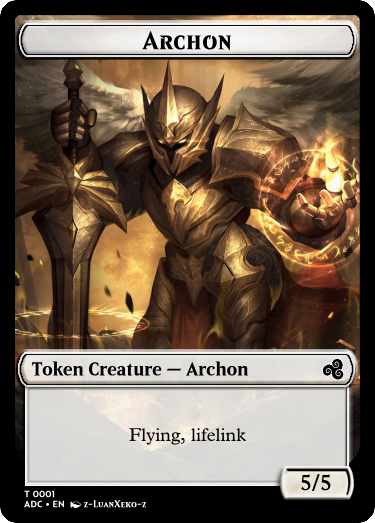 ARCHON
Token Creature — Archon
Flying, lifelink
5/5
T 0001
ADC • EN z-LuanXeko-z